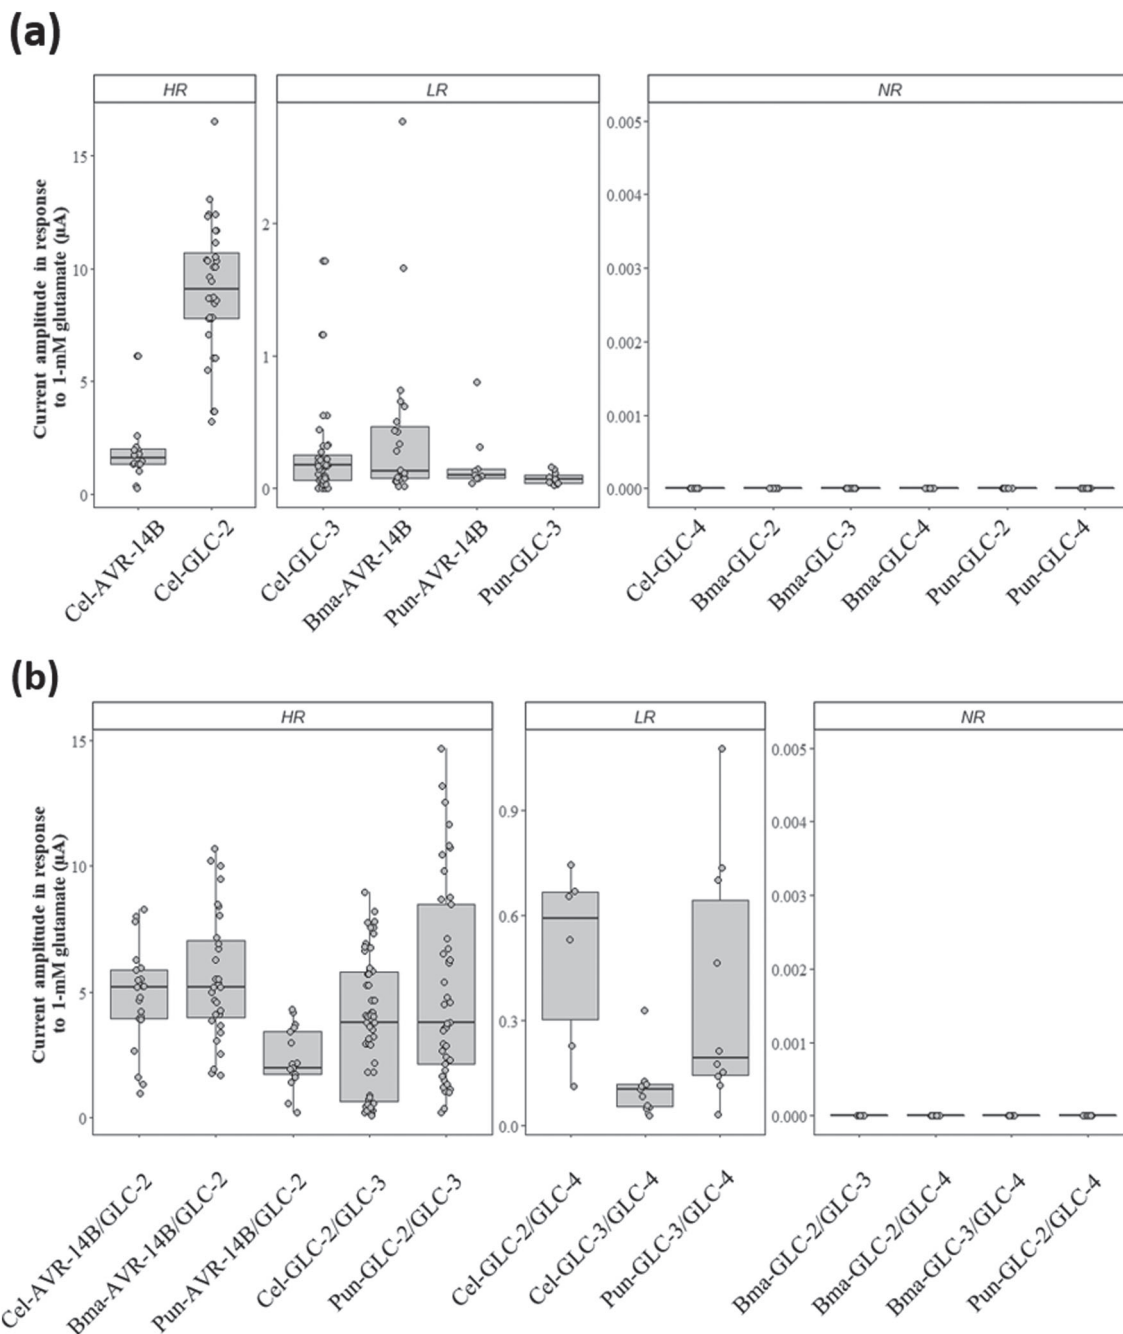 (a)
HR
LR
NR
Current amplitude in response
to 1-mM glutamate (µA)
15
10
5
0
2
1
0
0.005
0.004
0.003
0.002
0.001
0.000
Cel-AVR-14B
Cel-GLC-2
Cel-GLC-3
Bma-AVR-14B
Pun-AVR-14B
Pun-GLC-3
Cel-GLC-4
Bma-GLC-2
Bma-GLC-3
Bma-GLC-4
Pun-GLC-2
Pun-GLC-4
(b)
HR
LR
NR
Current amplitude in response
to 1-mM glutamate (µA)
15
10
5
0
0.9
0.6
0.3
0.0
0.005
0.004
0.003
0.002
0.001
0.000
Cel-AVR-14B/GLC-2
Bma-AVR-14B/GLC-2
Pun-AVR-14B/GLC-2
Cel-GLC-2/GLC-3
Pun-GLC-2/GLC-3
Cel-GLC-2/GLC-4
Cel-GLC-3/GLC-4
Pun-GLC-3/GLC-4
Bma-GLC-2/GLC-3
Bma-GLC-2/GLC-4
Bma-GLC-3/GLC-4
Pun-GLC-2/GLC-4